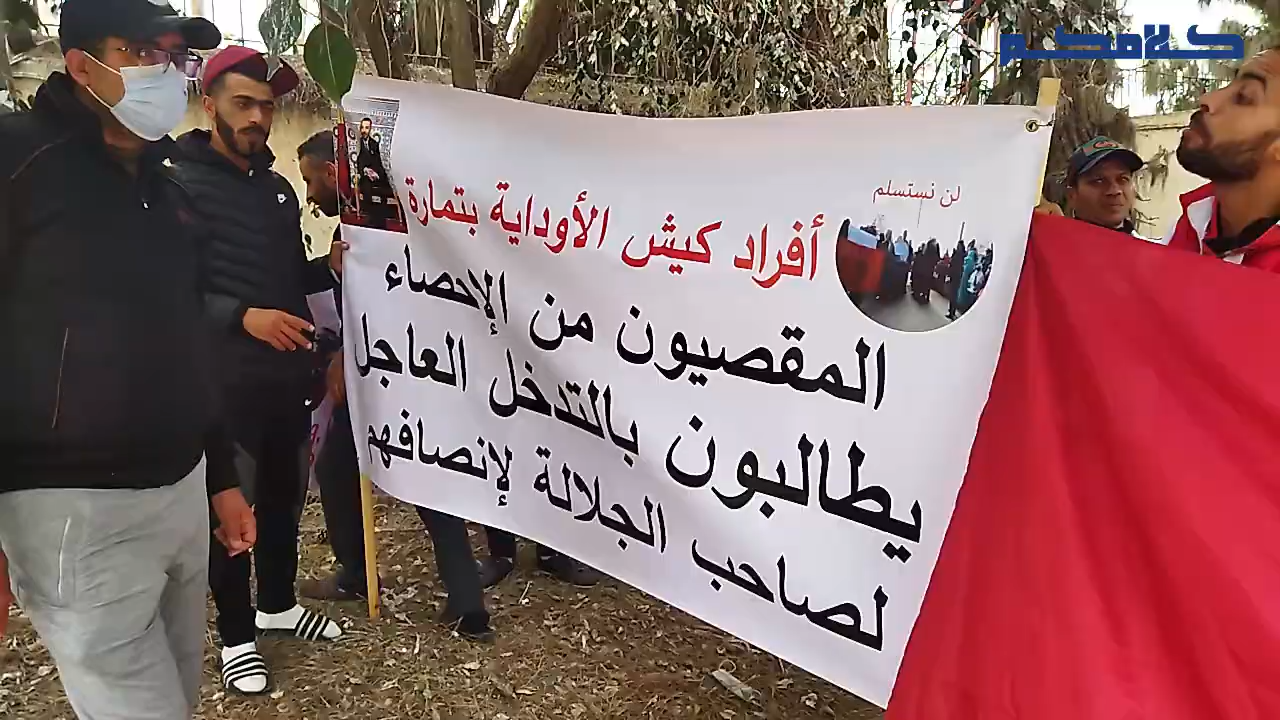 كلامكم
لن نستسلم
أفراد كيش الأوداية بتمارة
المقصيون من الإحصاء
يطالبون بالتدخل العاجل
لصاحب الجلالة لإنصافهم